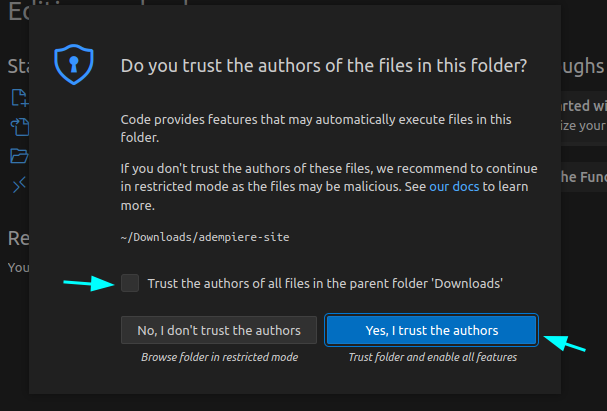 Do you trust the authors of the files in this folder?
Code provides features that may automatically execute files in this
folder.
If you don't trust the authors of these files, we recommend to continue
in restricted mode as the files may be malicious. See our docs to learn
more.
~/Downloads/adempiere-site
Trust the authors of all files in the parent folder 'Downloads'
No, I don't trust the authors
Yes, I trust the authors
Browse folder in restricted mode
Trust folder and enable all features